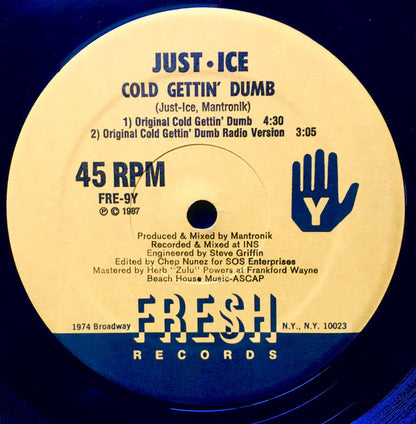 JUST•ICE
COLD GETTIN' DUMB
(Just-Ice, Mantronik)
1) Original Cold Gettin' Dumb 4:30
2) Original Cold Gettin' Dumb Radio Version 3:05
45 RPM
FRE-9Y
℗ © 1987
Y
Produced & Mixed by Mantronik
Recorded & Mixed at INS
Engineered by Steve Griffin
Edited by Chep Nunez for SOS Enterprises
Mastered by Herb "Zulu" Powers at Frankford Wayne
Beach House Music-ASCAP
1974 Broadway FRESH N.Y., N.Y. 10023
RECORDS